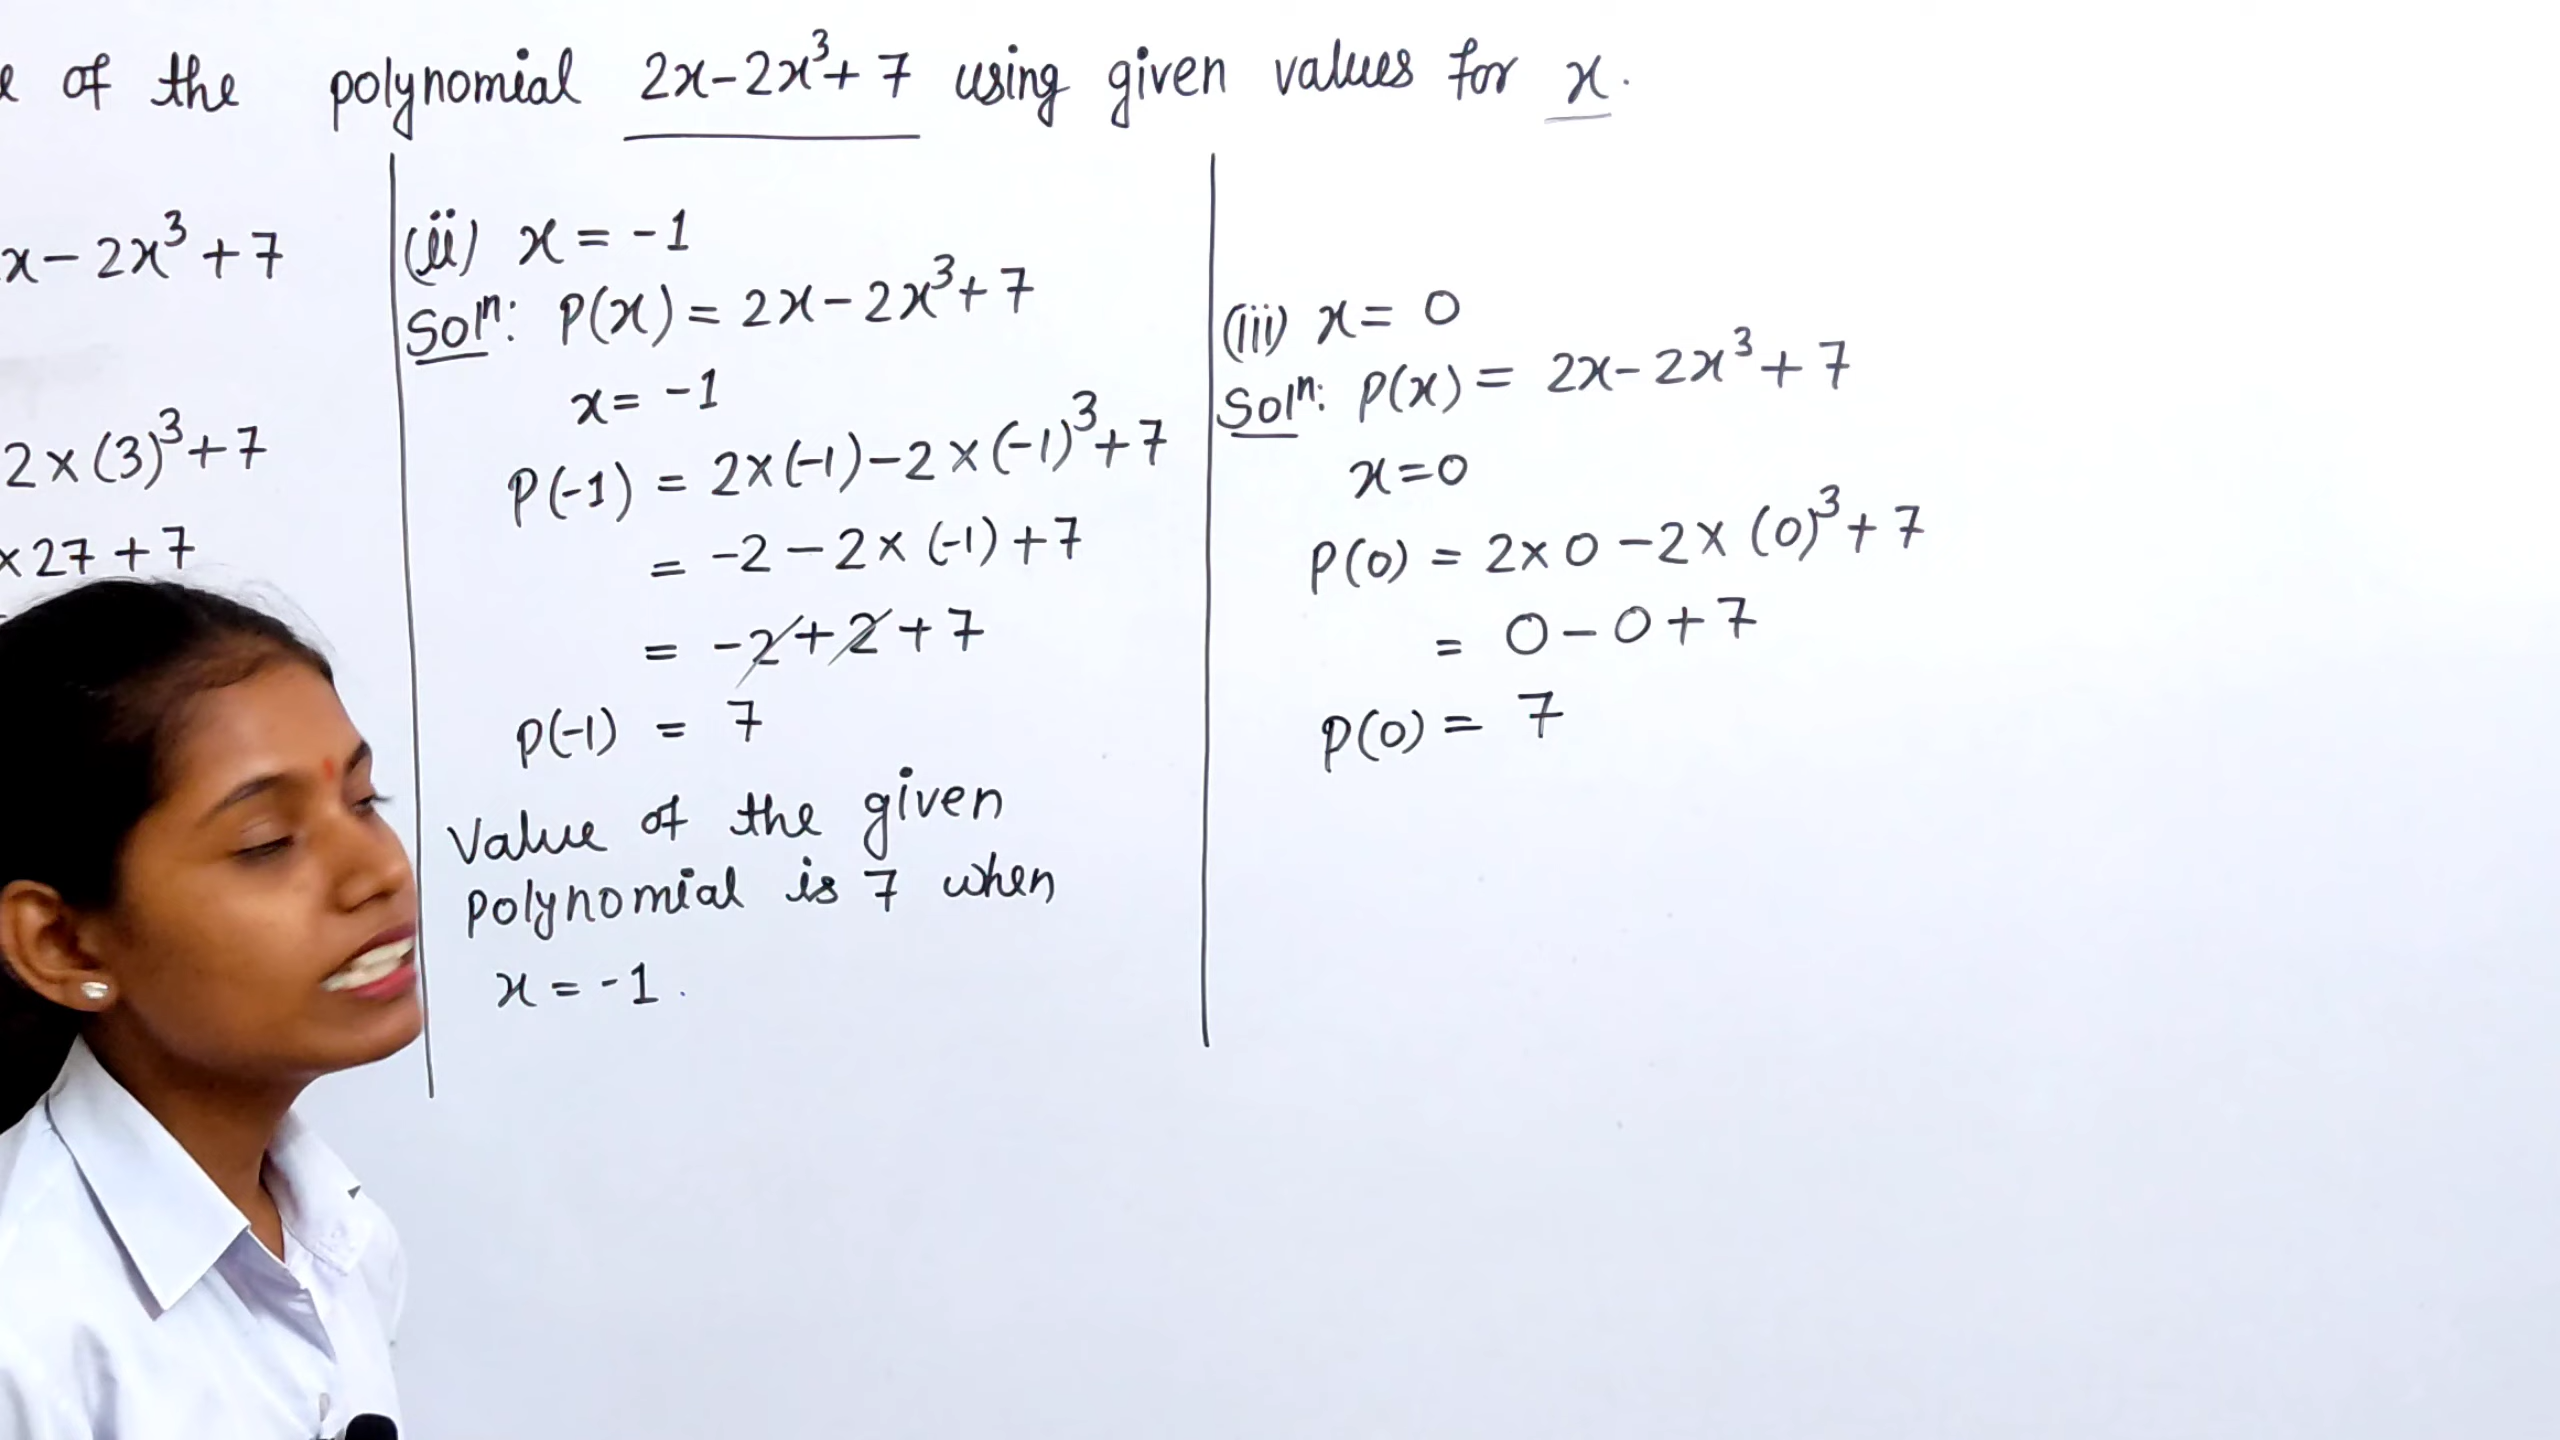 of the polynomial 2x-2x³+7 using given values for x.
x-2x³+7
2×(3)³+7
×27+7
(ii) x = -1
Solⁿ: P(x) = 2x-2x³+7
x = -1
P(-1) = 2×(-1)-2×(-1)³+7
= -2-2×(-1)+7
= -2+2+7
P(-1) = 7
Value of the given
polynomial is 7 when
x = -1.
(iii) x = 0
Solⁿ: P(x) = 2x-2x³+7
x=0
P(0) = 2×0-2×(0)³+7
= 0-0+7
P(0) = 7